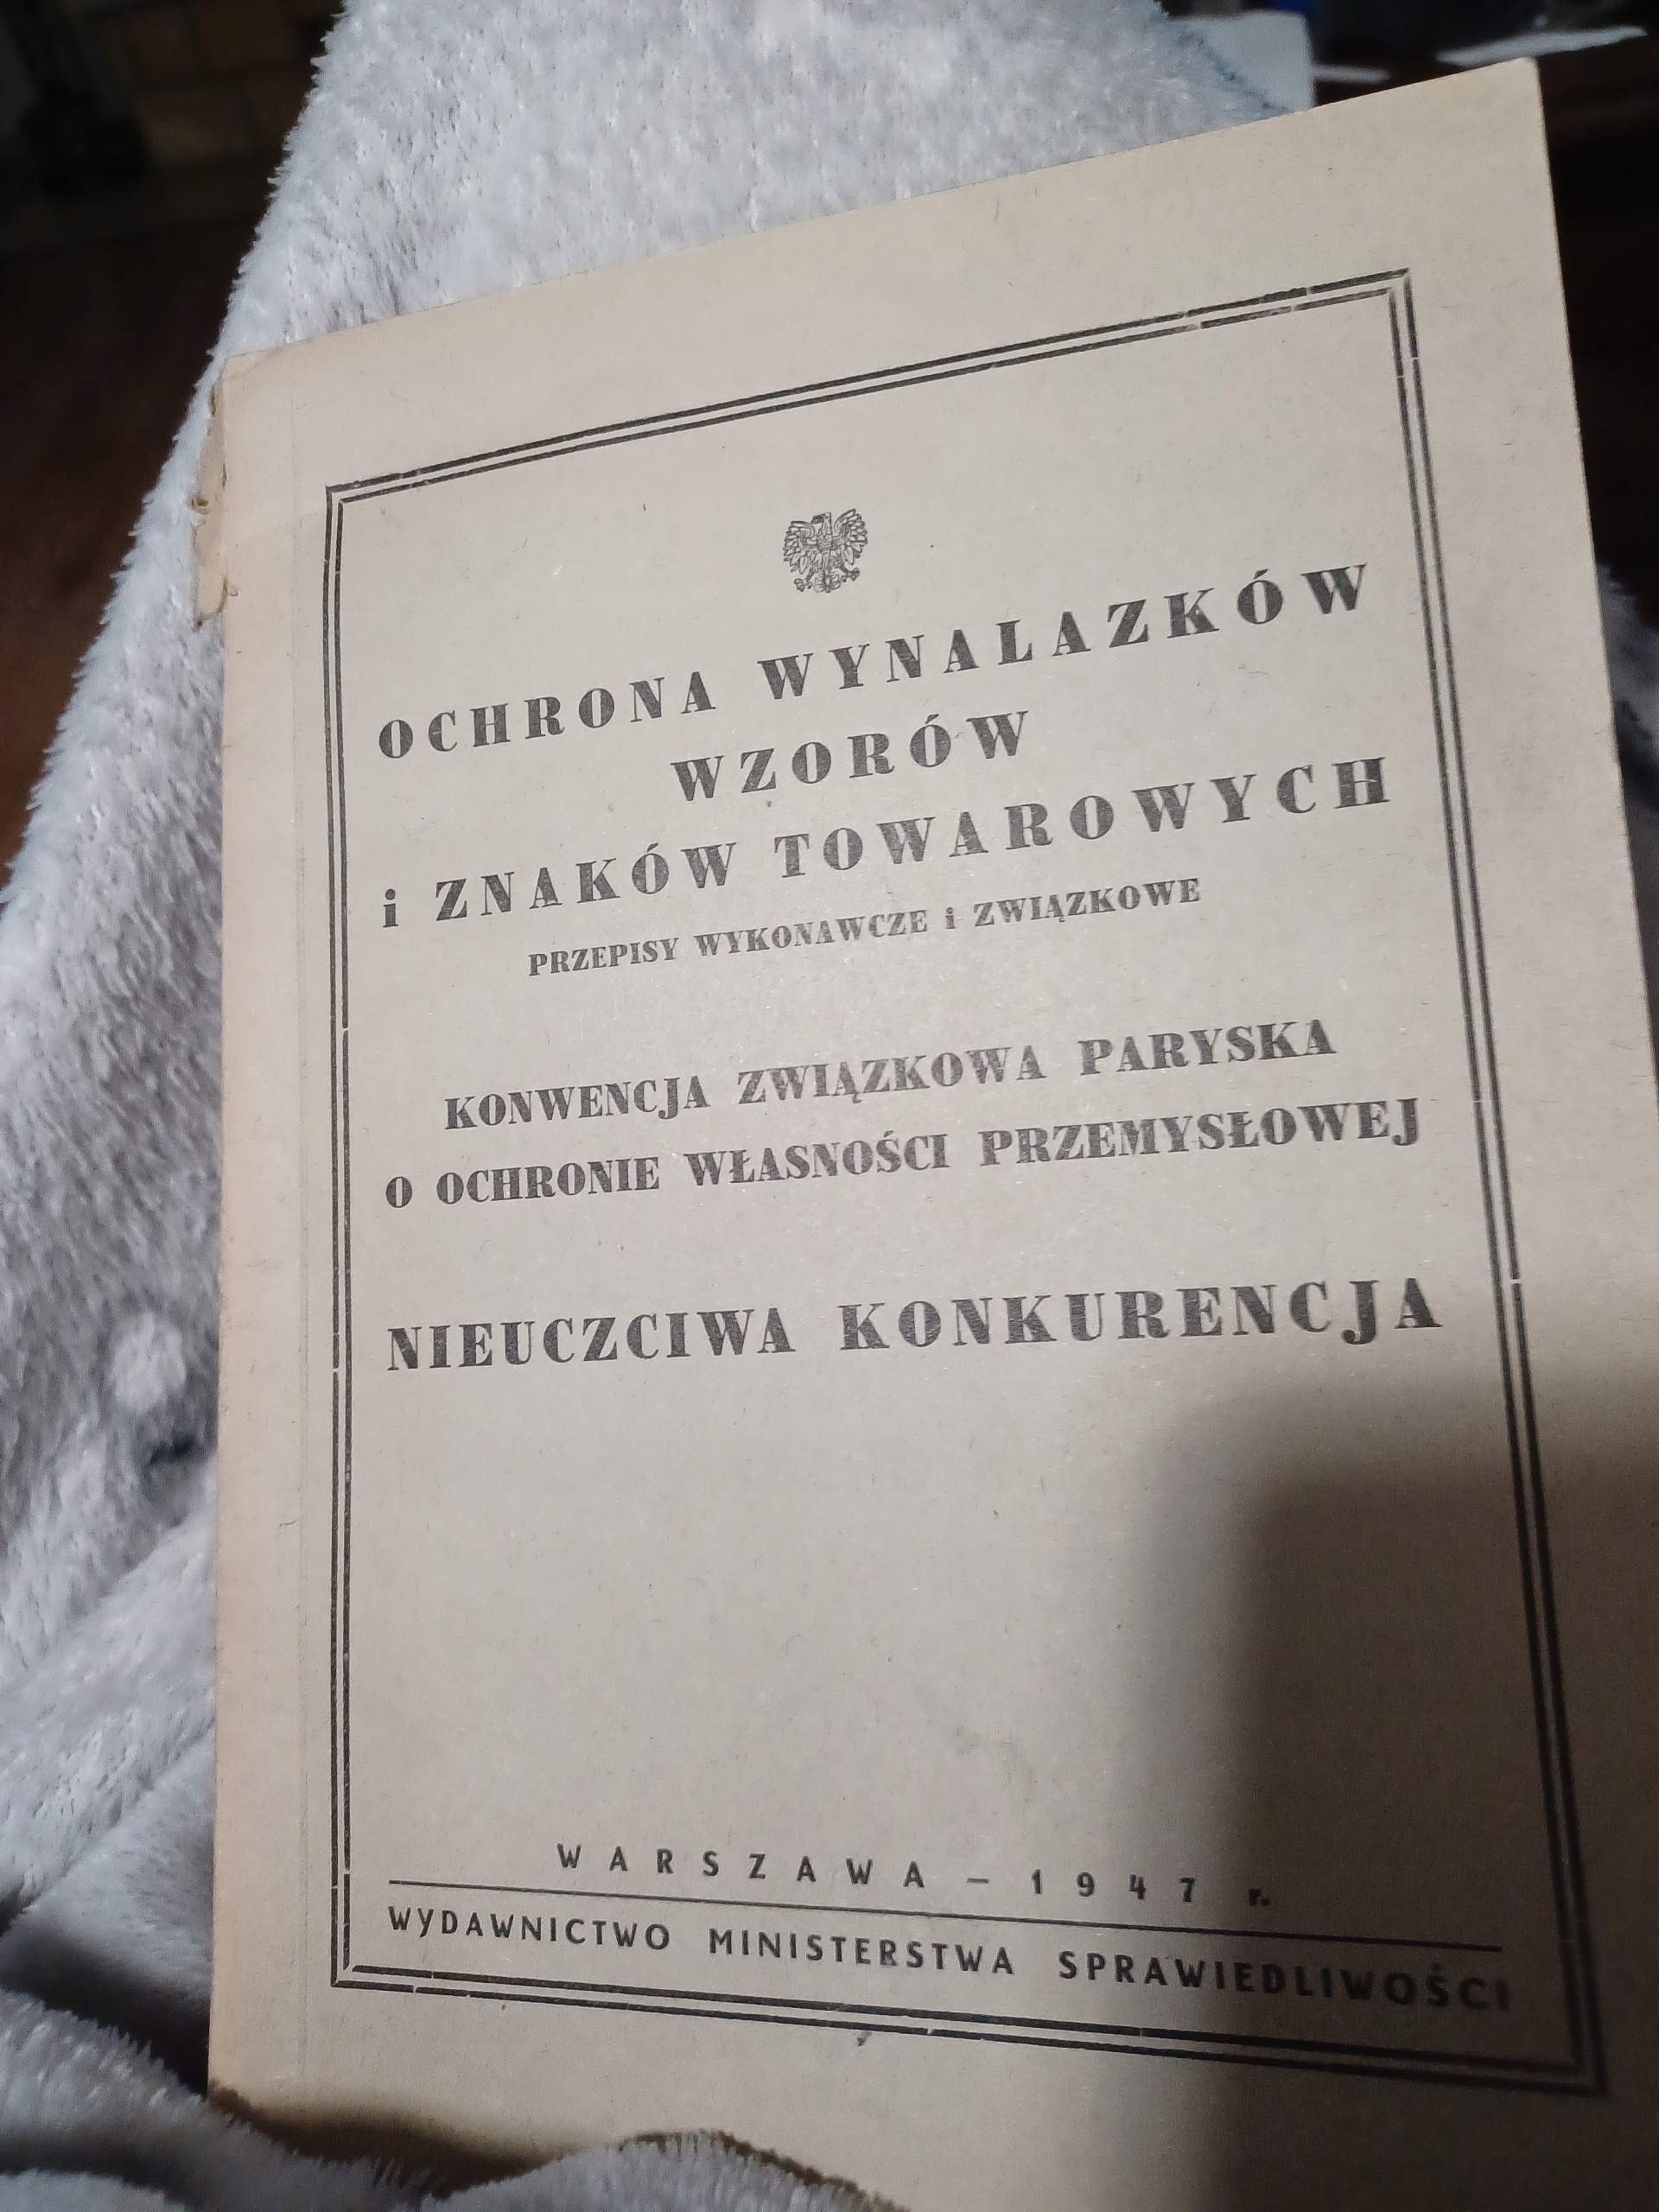 OCHRONA WYNALAZKÓW
WZORÓW
i ZNAKÓW TOWAROWYCH
PRZEPISY WYKONAWCZE i ZWIĄZKOWE
KONWENCJA ZWIĄZKOWA PARYSKA
O OCHRONIE WŁASNOŚCI PRZEMYSŁOWEJ
NIEUCZCIWA KONKURENCJA
WARSZAWA – 1947 r.
WYDAWNICTWO MINISTERSTWA SPRAWIEDLIWOŚCI